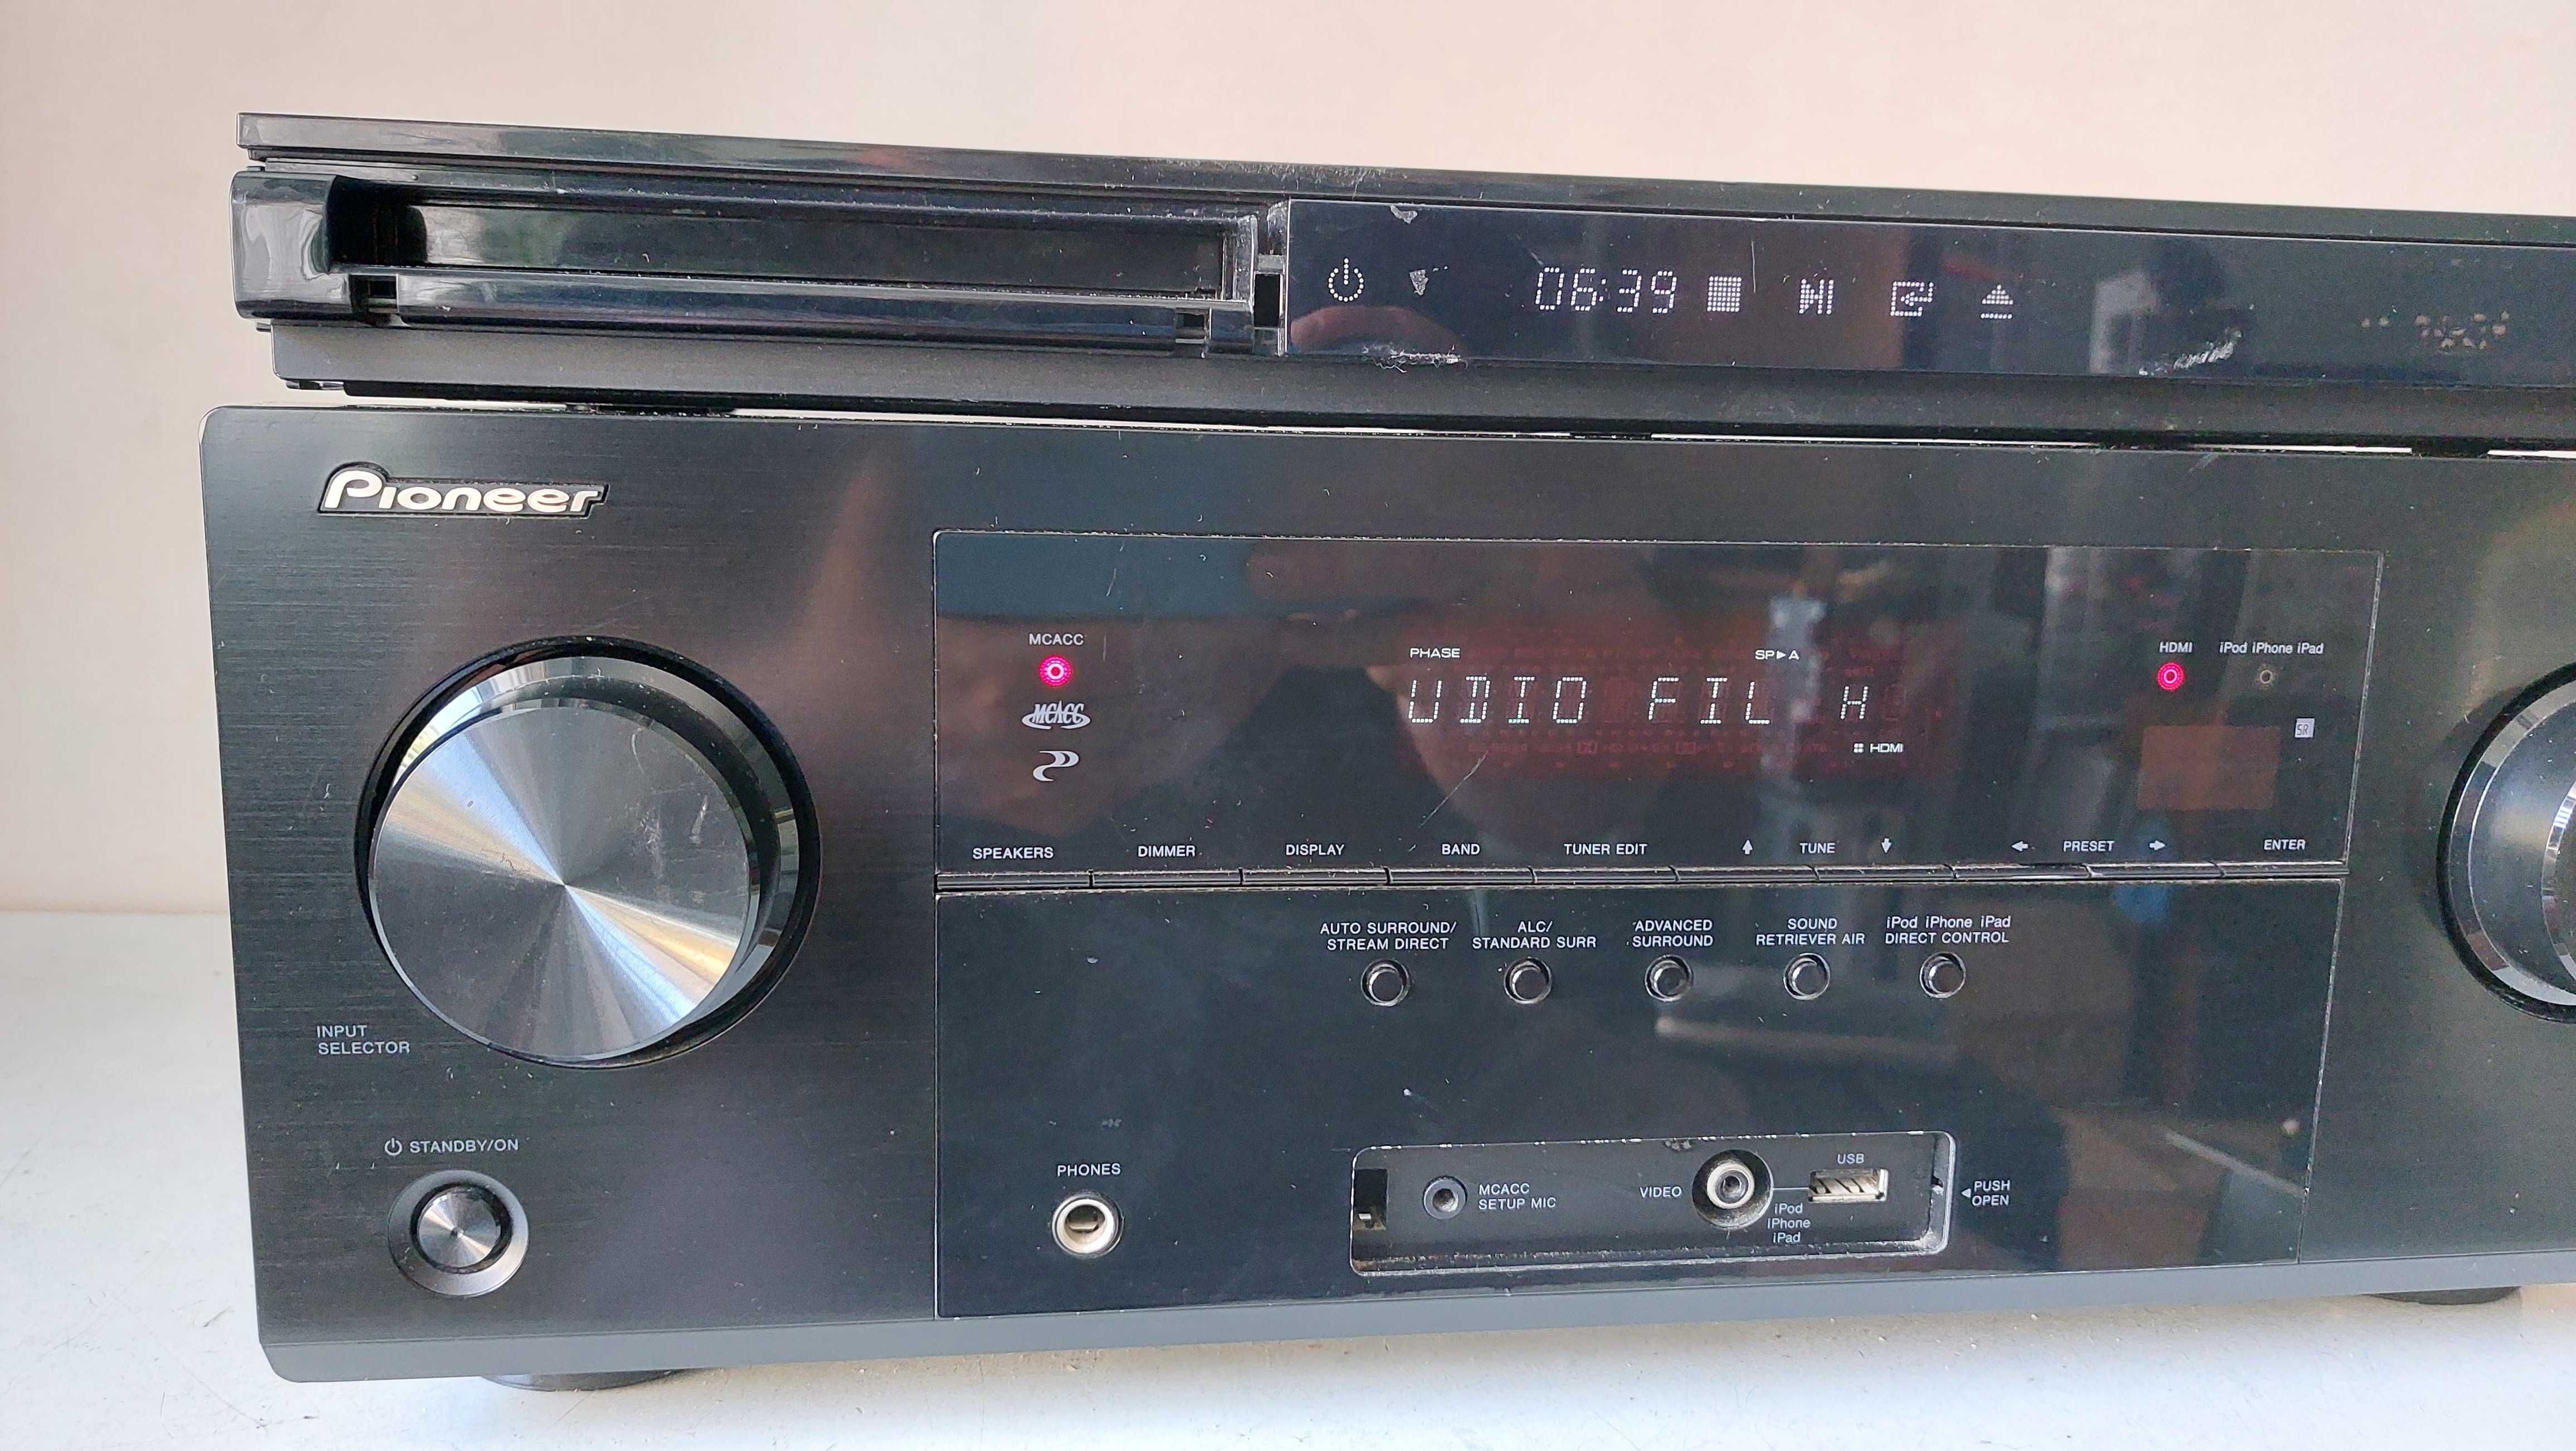 06:39
Pioneer
MCACC
PHASE
SP▶A
HDMI
iPod iPhone iPad
MCACC
UDIO FIL H
SR
HDMI
SPEAKERS
DIMMER
DISPLAY
BAND
TUNER EDIT
TUNE
PRESET
ENTER
AUTO SURROUND/
STREAM DIRECT
ALC/
STANDARD SURR
ADVANCED
SURROUND
SOUND
RETRIEVER AIR
iPod iPhone iPad
DIRECT CONTROL
INPUT
SELECTOR
STANDBY/ON
PHONES
MCACC
SETUP MIC
VIDEO
USB
iPod
iPhone
iPad
PUSH
OPEN